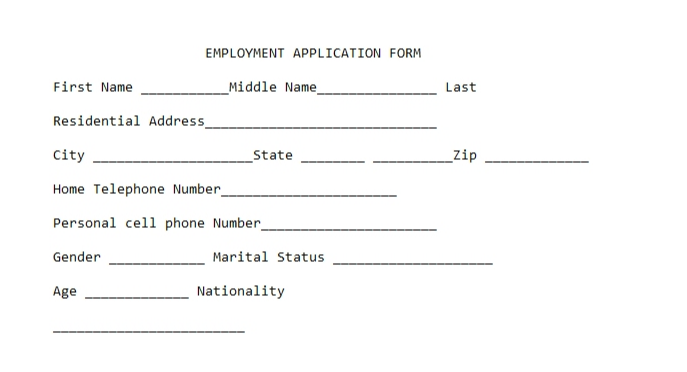 EMPLOYMENT APPLICATION FORM
First Name ___________Middle Name_______________ Last
Residential Address_____________________________
City ____________________State ________ __________Zip _____________
Home Telephone Number______________________
Personal cell phone Number______________________
Gender ____________ Marital Status ____________________
Age _____________ Nationality
________________________